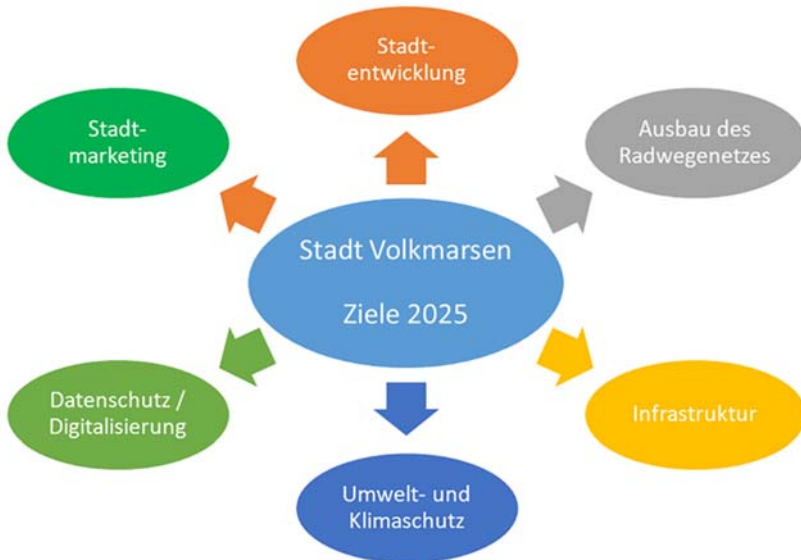 Stadt-
entwicklung
Stadt-
marketing
Ausbau des
Radwegenetzes
Stadt Volkmarsen
Ziele 2025
Datenschutz /
Digitalisierung
Infrastruktur
Umwelt- und
Klimaschutz